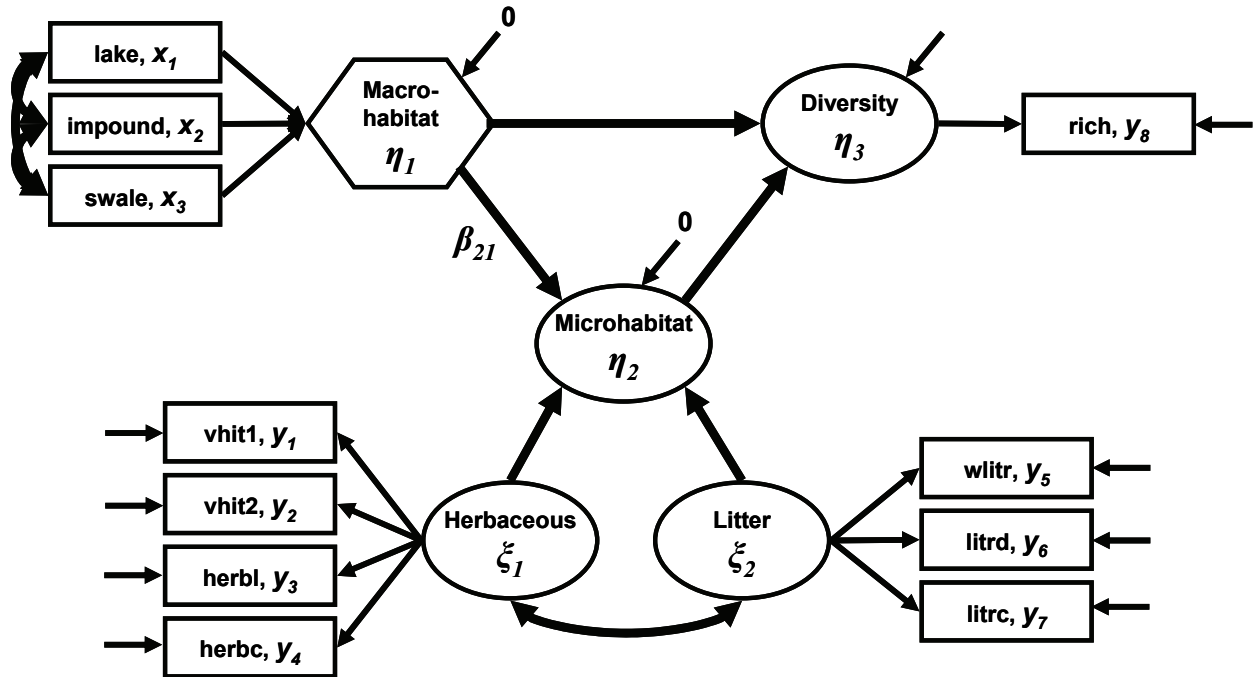 0
lake, x₁
impound, x₂
swale, x₃
Macro-
habitat
η₁
Diversity
η₃
rich, y₈
β₂₁
0
Microhabitat
η₂
vhit1, y₁
vhit2, y₂
herbl, y₃
herbc, y₄
Herbaceous
ξ₁
Litter
ξ₂
wlitr, y₅
litrd, y₆
litrc, y₇